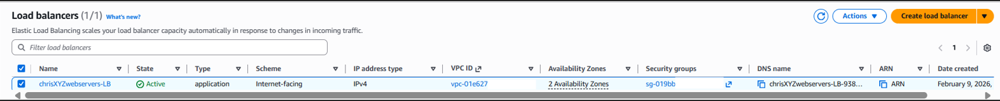 Load balancers (1/1) What's new?
Actions
Create load balancer
Elastic Load Balancing scales your load balancer capacity automatically in response to changes in incoming traffic.
Filter load balancers
1
Name State Type Scheme IP address type VPC ID Availability Zones Security groups DNS name ARN Date created
chrisXYZwebservers-LB Active application Internet-facing IPv4 vpc-01e627 2 Availability Zones sg-019bb chrisXYZwebservers-LB-938... ARN February 9, 2026,